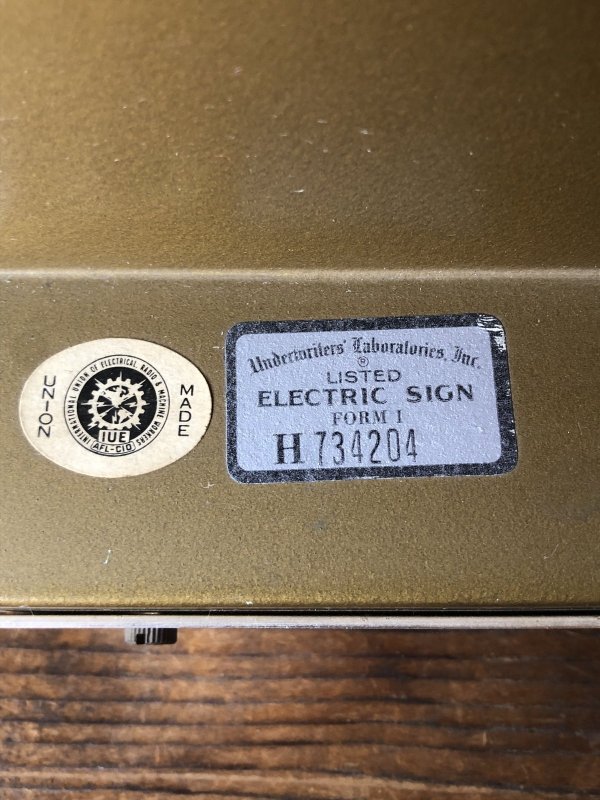 UNION MADE
INTERNATIONAL UNION OF ELECTRICAL, RADIO & MACHINE WORKERS
IUE
AFL-CIO
Underwriters' Laboratories, Inc.
®
LISTED
ELECTRIC SIGN
FORM 1
H 734204